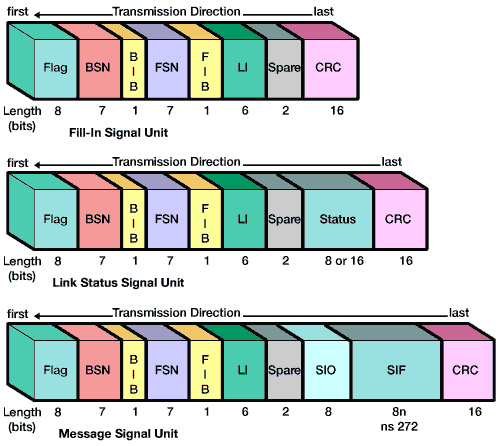 first Transmission Direction last
Flag BSN B I B FSN F I B LI Spare CRC
Length (bits) 8 7 1 7 1 6 2 16
Fill-In Signal Unit
first Transmission Direction last
Flag BSN B I B FSN F I B LI Spare Status CRC
Length (bits) 8 7 1 7 1 6 2 8 or 16 16
Link Status Signal Unit
first Transmission Direction last
Flag BSN B I B FSN F I B LI Spare SIO SIF CRC
Length (bits) 8 7 1 7 1 6 2 8 8n 16
ns 272
Message Signal Unit